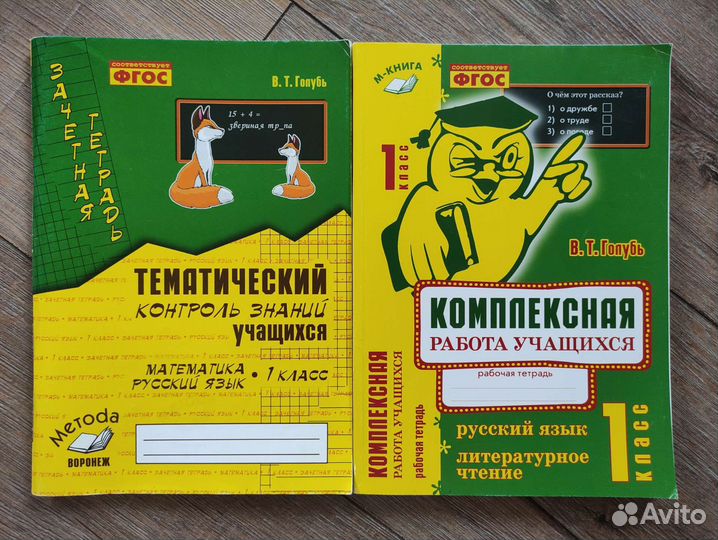 соответствует
ФГОС
В. Т. Голубь
ЗАЧЕТНАЯ
ТЕТРАДЬ
15 + 4 =
звериная тр_па
ТЕМАТИЧЕСКИЙ
КОНТРОЛЬ ЗНАНИЙ
УЧАЩИХСЯ
МАТЕМАТИКА
РУССКИЙ ЯЗЫК • 1 КЛАСС
Метода
ВОРОНЕЖ
М-КНИГА
соответствует
ФГОС
О чём этот рассказ?
1) о дружбе
2) о труде
3) о погоде
1 КЛАСС
В. Т. Голубь
КОМПЛЕКСНАЯ
РАБОТА УЧАЩИХСЯ
рабочая тетрадь
КОМПЛЕКСНАЯ
РАБОТА УЧАЩИХСЯ
рабочая тетрадь
русский язык
литературное
чтение
1 КЛАСС
Avito